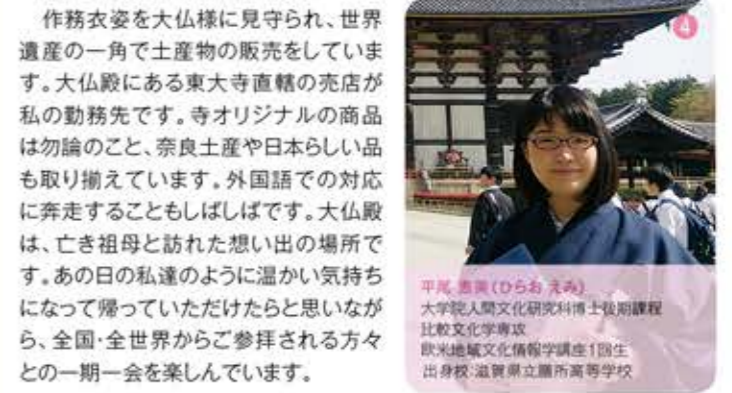 作務衣姿を大仏様に見守られ、世界
遺産の一角で土産物の販売をしていま
す。大仏殿にある東大寺直轄の売店が
私の勤務先です。寺オリジナルの商品
は勿論のこと、奈良土産や日本らしい品
も取り揃えています。外国語での対応
に奔走することもしばしばです。大仏殿
は、亡き祖母と訪れた想い出の場所で
す。あの日の私達のように温かい気持ち
になって帰っていただけたらと思いなが
ら、全国・全世界からご参拝される方々
との一期一会を楽しんでいます。
4
平尾 恵美(ひらお えみ)
大学院人間文化研究科博士後期課程
比較文化学専攻
欧米地域文化情報学講座1回生
出身校:滋賀県立膳所高等学校